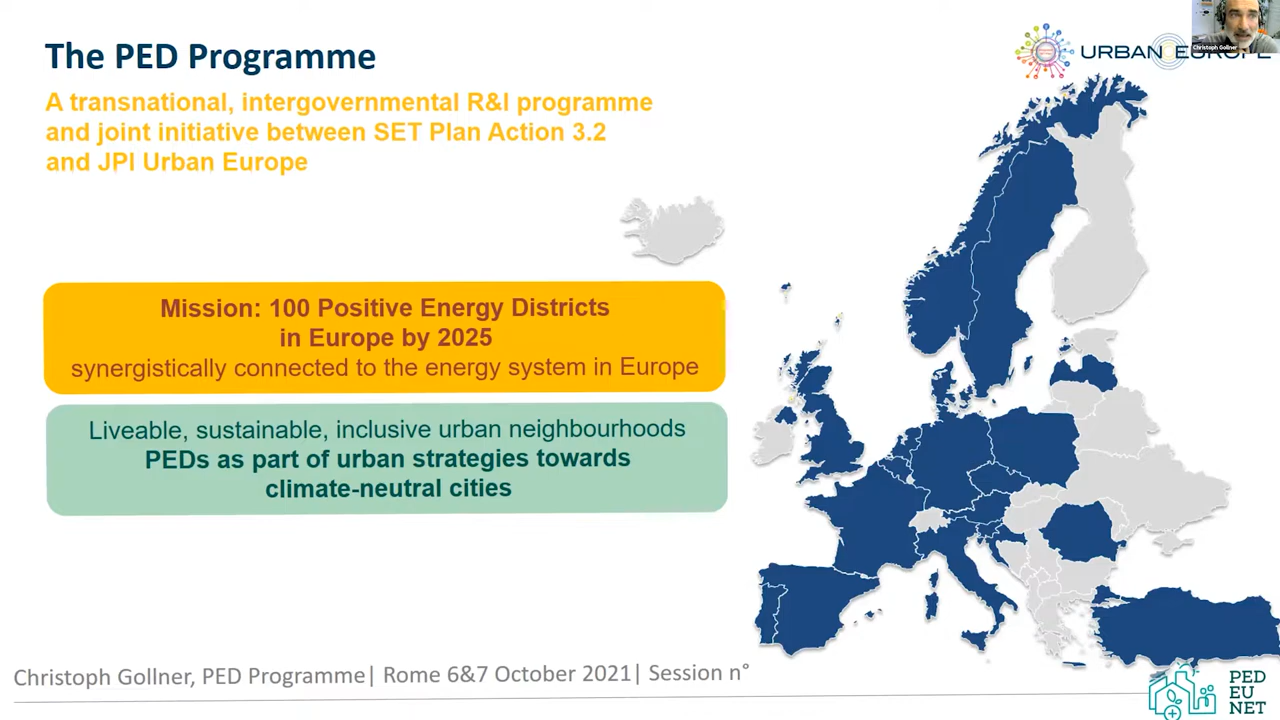 The PED Programme
A transnational, intergovernmental R&I programme
and joint initiative between SET Plan Action 3.2
and JPI Urban Europe
Christoph Gollner
URBAN EUROPE
Mission: 100 Positive Energy Districts
in Europe by 2025
synergistically connected to the energy system in Europe
Liveable, sustainable, inclusive urban neighbourhoods
PEDs as part of urban strategies towards
climate-neutral cities
Christoph Gollner, PED Programme| Rome 6&7 October 2021| Session n°
PED
EU
NET